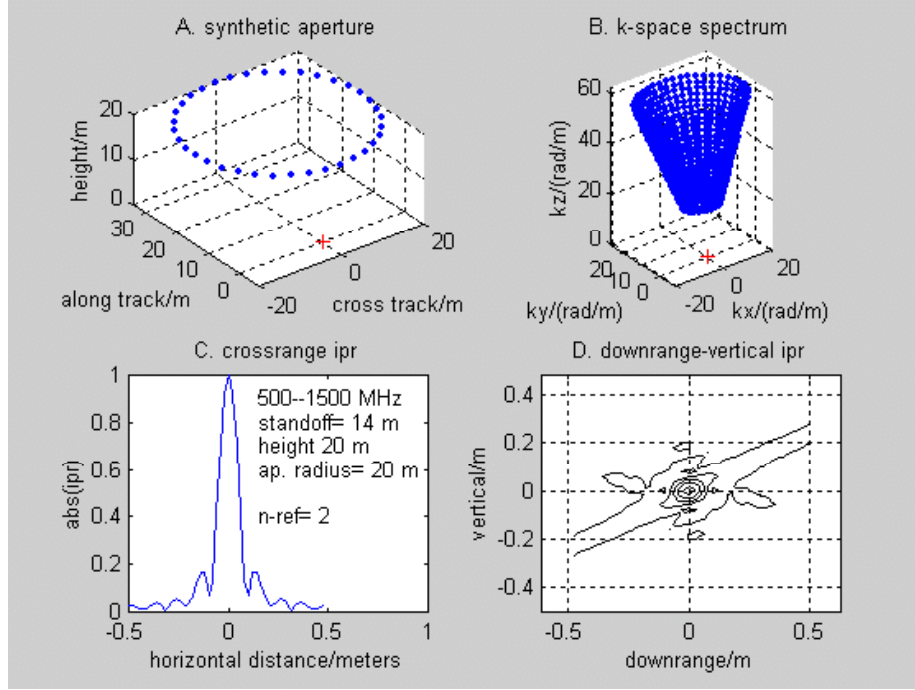 A. synthetic aperture
20
10
0
height/m
30
20
10
0
along track/m
-20
0
20
cross track/m
B. k-space spectrum
60
40
20
0
kz/(rad/m)
20
10
0
ky/(rad/m)
-20
0
20
kx/(rad/m)
C. crossrange ipr
1
0.8
0.6
0.4
0.2
0
abs(ipr)
500--1500 MHz
standoff= 14 m
height 20 m
ap. radius= 20 m
n-ref= 2
-0.5
0
0.5
1
horizontal distance/meters
D. downrange-vertical ipr
0.4
0.2
0
-0.2
-0.4
vertical/m
-0.5
0
0.5
downrange/m